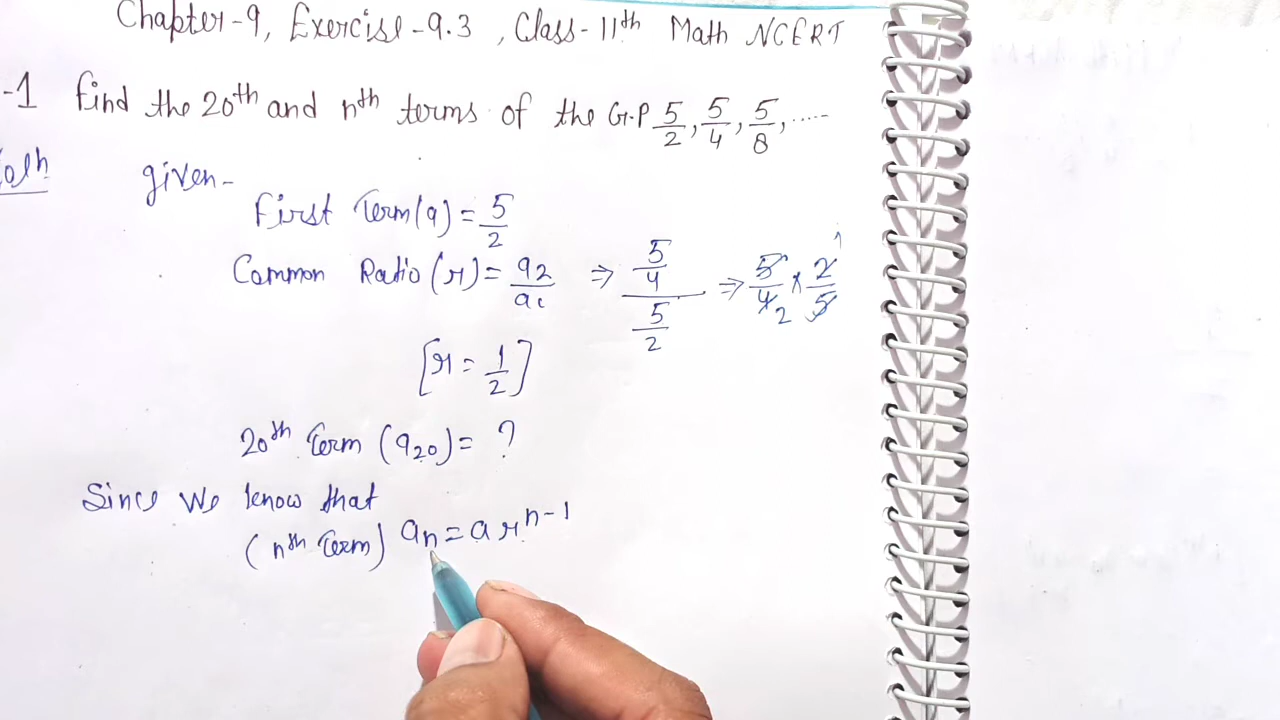 Chapter-9, Exercise-9.3, Class-11th Math NCERT
-1 find the 20th and nth terms of the G.P 5/2, 5/4, 5/8, .....
Soln given-
First Term(a) = 5/2
Common Ratio (r) = a2/a1 ⇒ 5/4 / 5/2 ⇒ 5/4 2 × 2/5 1
[r = 1/2]
20th Term (a20) = ?
Since We know that
(nth Term) an = a r^n-1